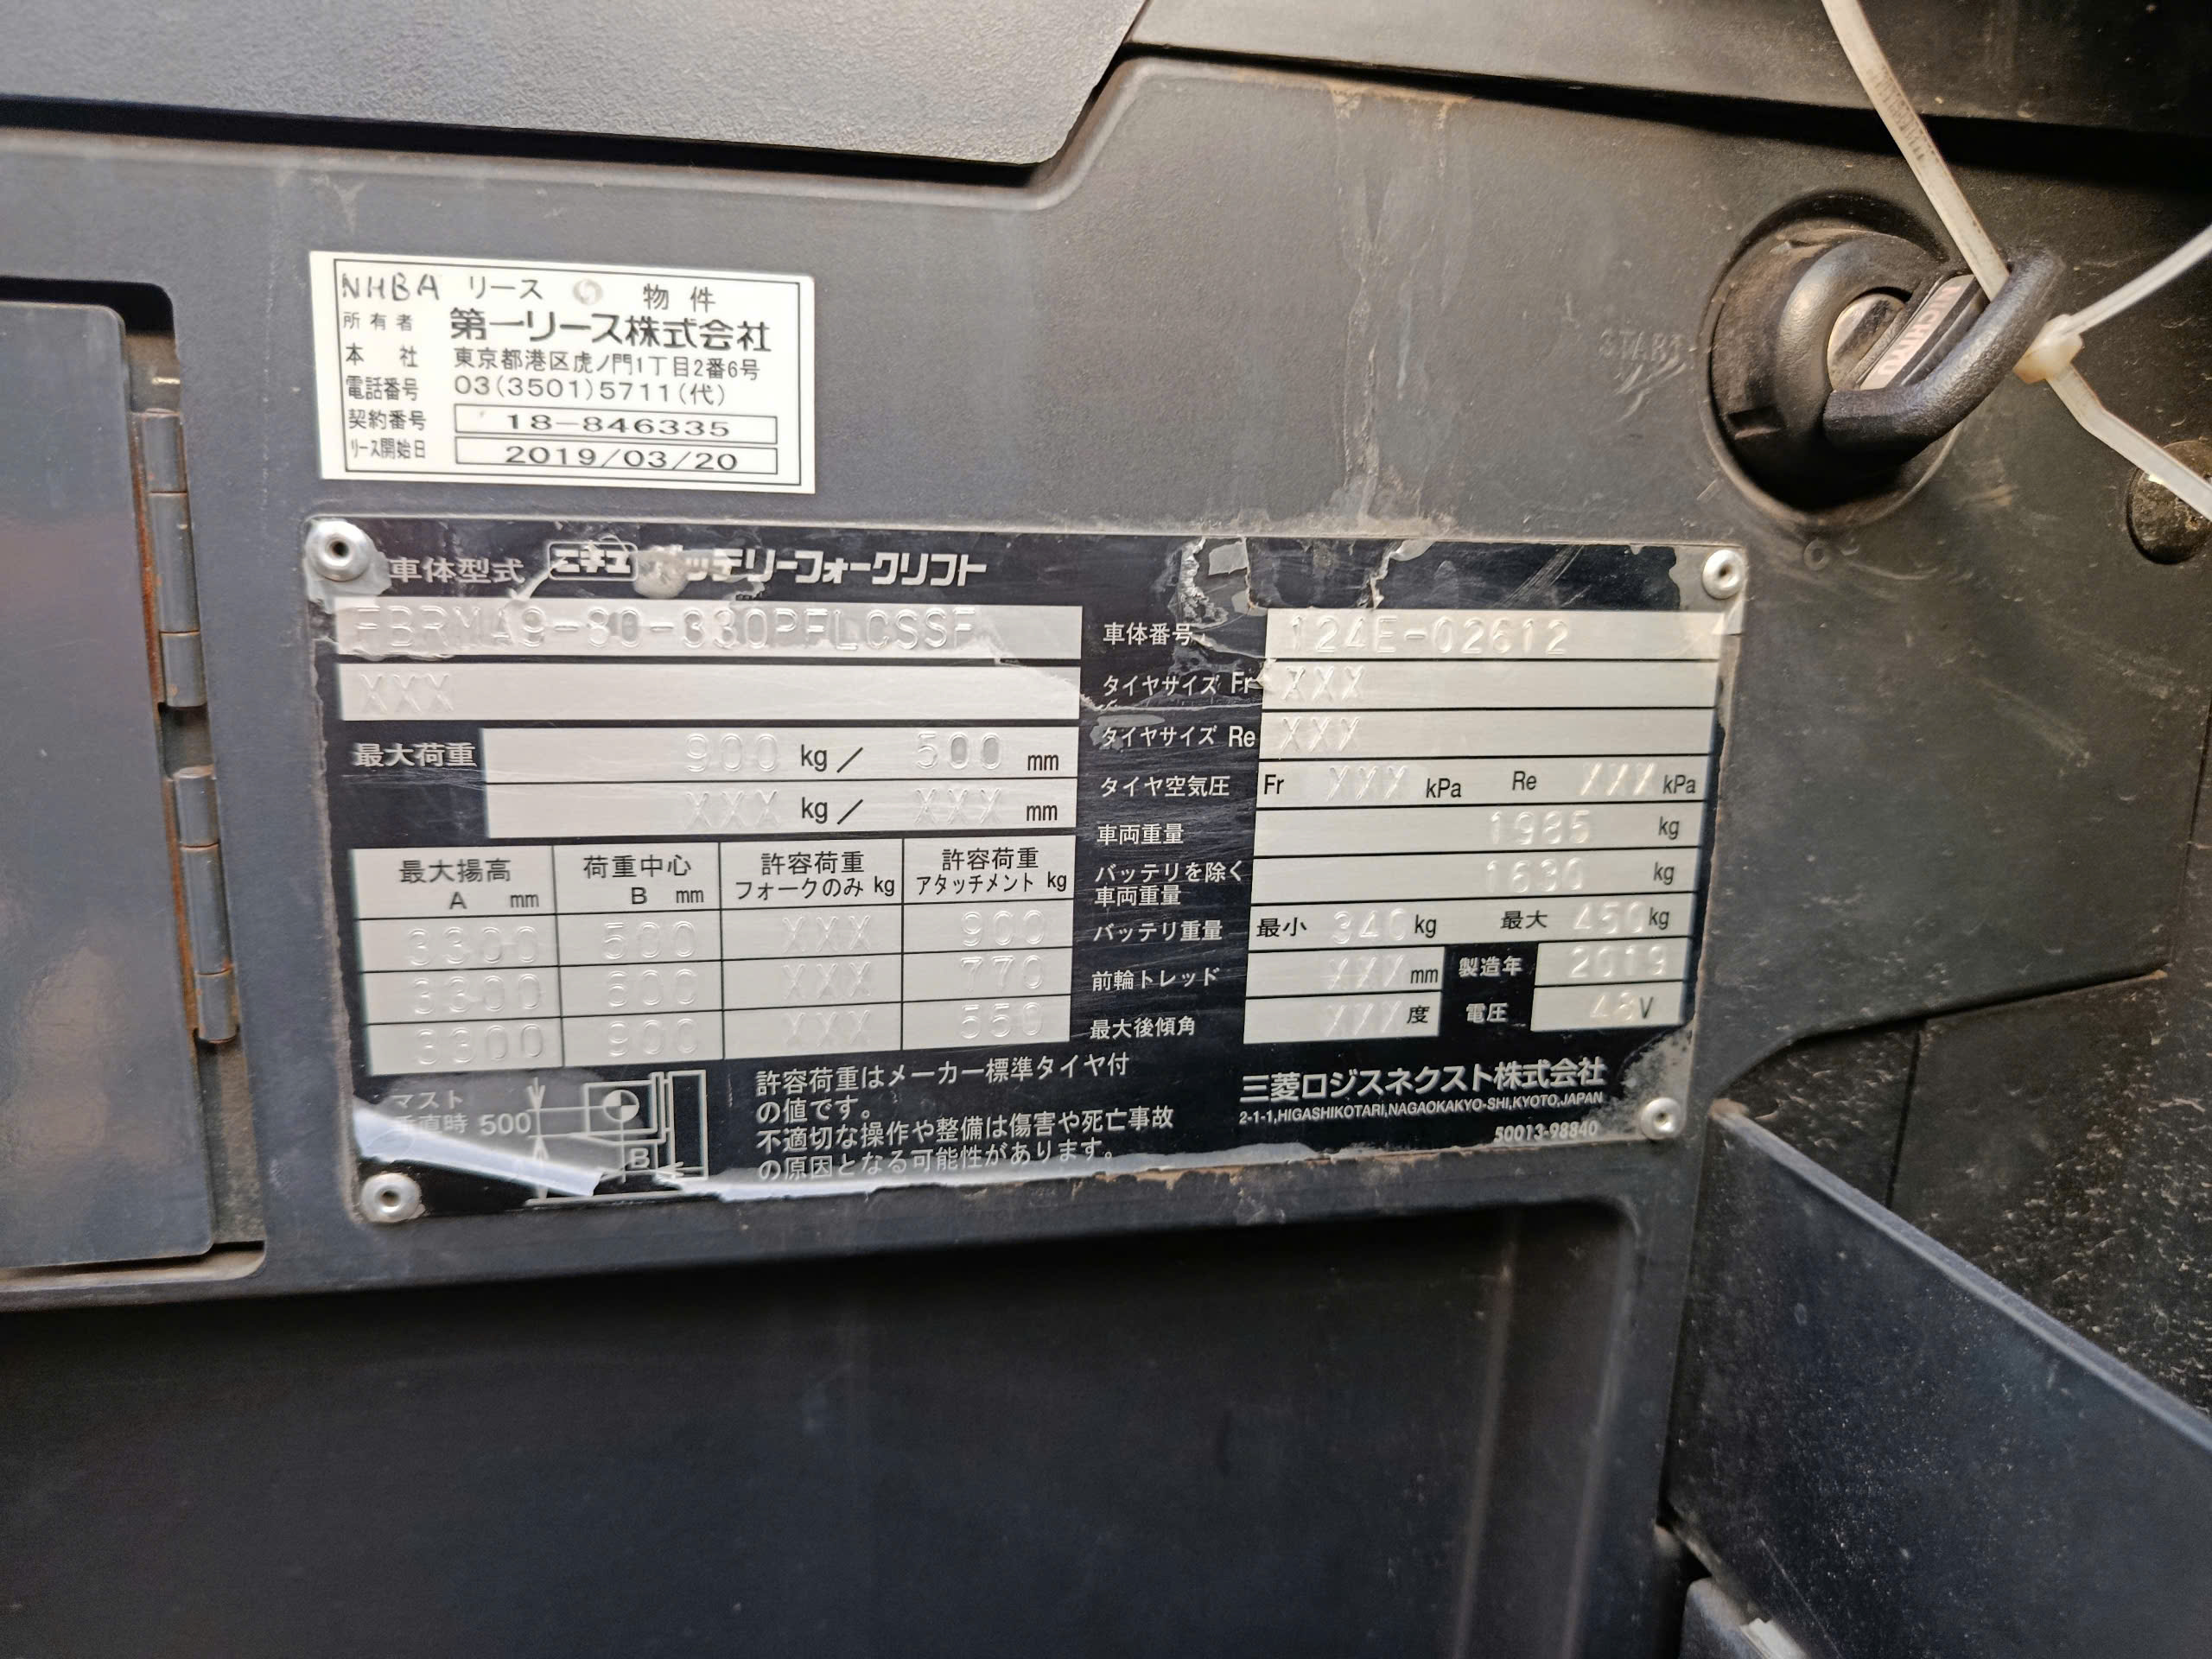 NHBA リース 物件
所有者 第一リース株式会社
本社 東京都港区虎ノ門1丁目2番6号
電話番号 03(3501)5711(代)
契約番号 18-846335
リース開始日 2019/03/20
START
車体型式 ニチユ バッテリーフォークリフト
FBRMA9-80-330PFLCSSF
XXX
最大荷重 900 kg / 500 mm
XXX kg / XXX mm
最大揚高 A mm 荷重中心 B mm 許容荷重 フォークのみ kg 許容荷重 アタッチメント kg
3300 500 XXX 900
3300 600 XXX 770
3300 900 XXX 550
マスト
垂直時 500
B
許容荷重はメーカー標準タイヤ付
の値です。
不適切な操作や整備は傷害や死亡事故
の原因となる可能性があります。
車体番号 124E-02612
タイヤサイズ Fr XXX
タイヤサイズ Re XXX
タイヤ空気圧 Fr XXX kPa Re XXX kPa
車両重量 1985 kg
バッテリを除く
車両重量 1630 kg
バッテリ重量 最小 340 kg 最大 450 kg
前輪トレッド XXX mm 製造年 2019
最大後傾角 XXX 度 電圧 48 V
三菱ロジスネクスト株式会社
2-1-1,HIGASHIKOTARI,NAGAOKAKYO-SHI,KYOTO,JAPAN
50013-98840